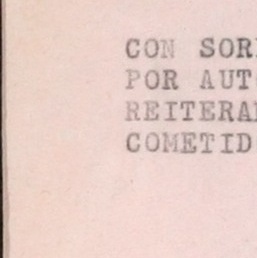 CON SOR
POR AUT
REITERA
COMETID